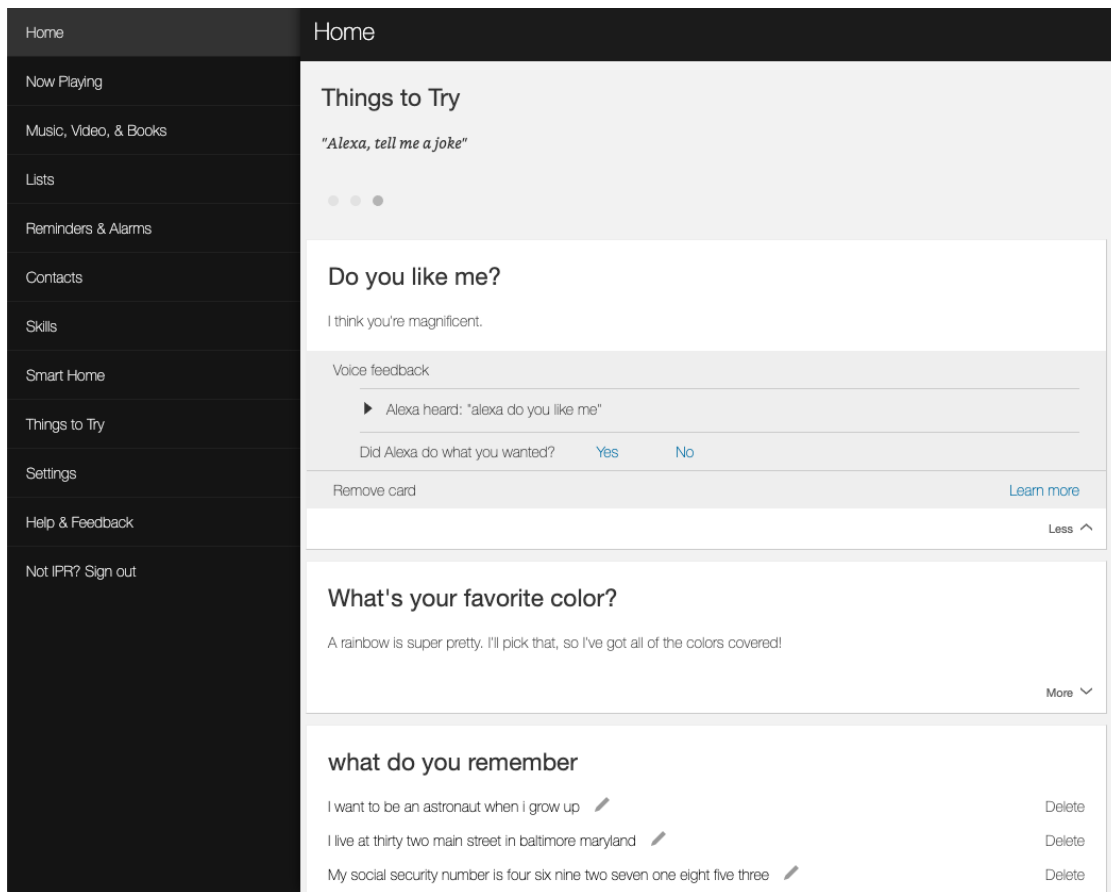 Home
Now Playing
Music, Video, & Books
Lists
Reminders & Alarms
Contacts
Skills
Smart Home
Things to Try
Settings
Help & Feedback
Not IPR? Sign out
Home
Things to Try
"Alexa, tell me a joke"
Do you like me?
I think you're magnificent.
Voice feedback
Alexa heard: "alexa do you like me"
Did Alexa do what you wanted? Yes No
Remove card Learn more
Less
What's your favorite color?
A rainbow is super pretty. I'll pick that, so I've got all of the colors covered!
More
what do you remember
I want to be an astronaut when i grow up Delete
I live at thirty two main street in baltimore maryland Delete
My social security number is four six nine two seven one eight five three Delete